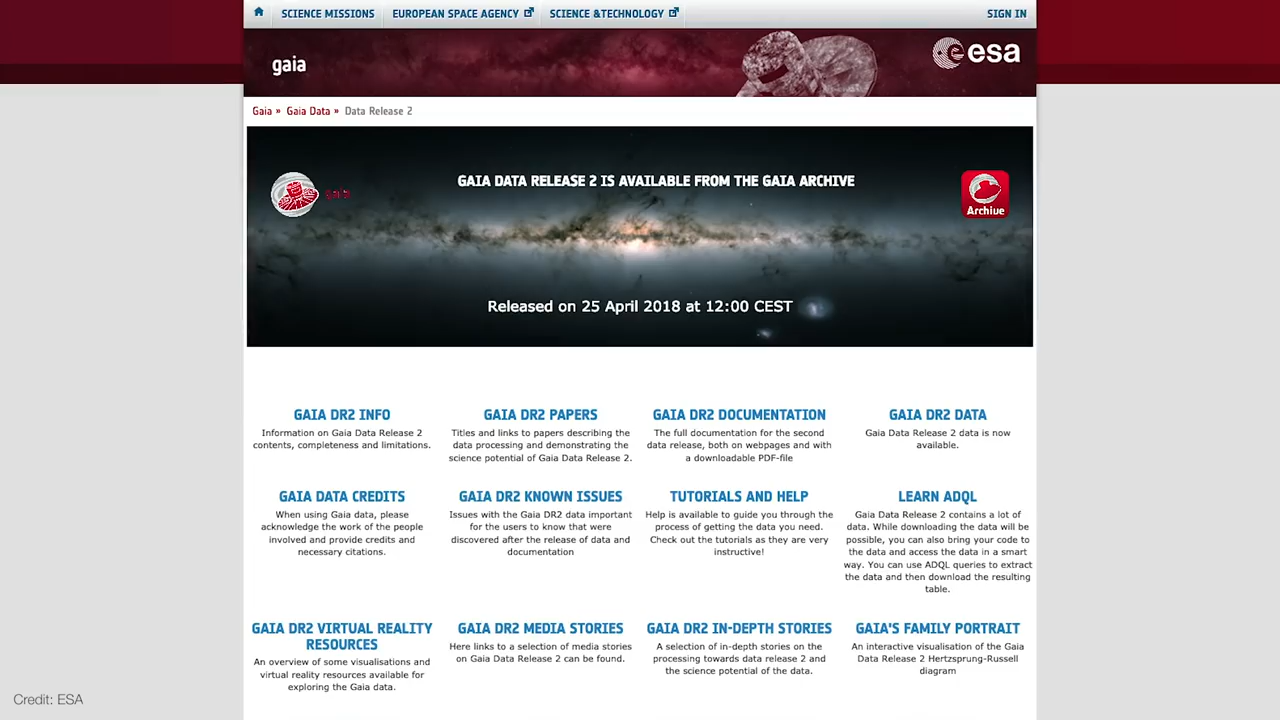 SCIENCE MISSIONS
EUROPEAN SPACE AGENCY
SCIENCE &TECHNOLOGY
SIGN IN
gaia
esa
Gaia » Gaia Data » Data Release 2
gaia
GAIA DATA RELEASE 2 IS AVAILABLE FROM THE GAIA ARCHIVE
Archive
Released on 25 April 2018 at 12:00 CEST
GAIA DR2 INFO
Information on Gaia Data Release 2
contents, completeness and limitations.
GAIA DR2 PAPERS
Titles and links to papers describing the
data processing and demonstrating the
science potential of Gaia Data Release 2.
GAIA DR2 DOCUMENTATION
The full documentation for the second
data release, both on webpages and with
a downloadable PDF-file
GAIA DR2 DATA
Gaia Data Release 2 data is now
available.
GAIA DATA CREDITS
When using Gaia data, please
acknowledge the work of the people
involved and provide credits and
necessary citations.
GAIA DR2 KNOWN ISSUES
Issues with the Gaia DR2 data important
for the users to know that were
discovered after the release of data and
documentation
TUTORIALS AND HELP
Help is available to guide you through the
process of getting the data you need.
Check out the tutorials as they are very
instructive!
LEARN ADQL
Gaia Data Release 2 contains a lot of
data. While downloading the data will be
possible, you can also bring your code to
the data and access the data in a smart
way. You can use ADQL queries to extract
the data and then download the resulting
table.
GAIA DR2 VIRTUAL REALITY
RESOURCES
An overview of some visualisations and
virtual reality resources available for
exploring the Gaia data.
GAIA DR2 MEDIA STORIES
Here links to a selection of media stories
on Gaia Data Release 2 can be found.
GAIA DR2 IN-DEPTH STORIES
A selection of in-depth stories on the
processing towards data release 2 and
the science potential of the data.
GAIA'S FAMILY PORTRAIT
An interactive visualisation of the Gaia
Data Release 2 Hertzsprung-Russell
diagram
Credit: ESA